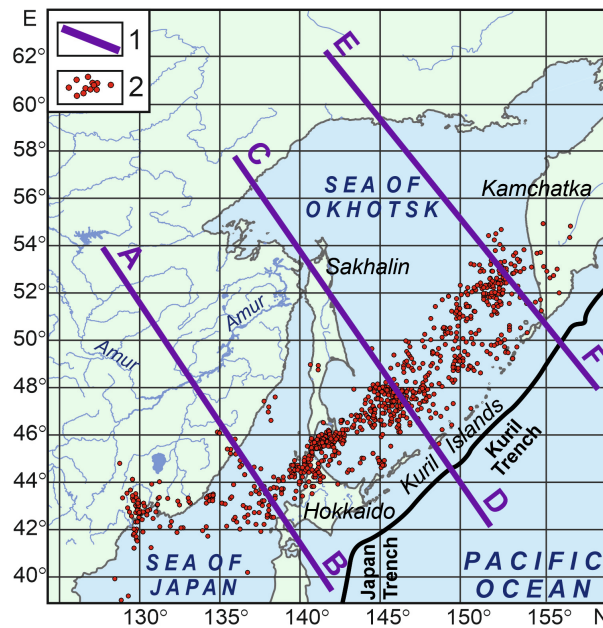 E
1
2
62°
60°
58°
56°
54°
52°
50°
48°
46°
44°
42°
40°
E
C
A
SEA OF
OKHOTSK
Kamchatka
Sakhalin
Amur
Amur
F
Kuril Islands
Kuril
Trench
D
Hokkaido
B
Japan
Trench
SEA OF
JAPAN
PACIFIC
OCEAN
130° 135° 140° 145° 150° 155° N